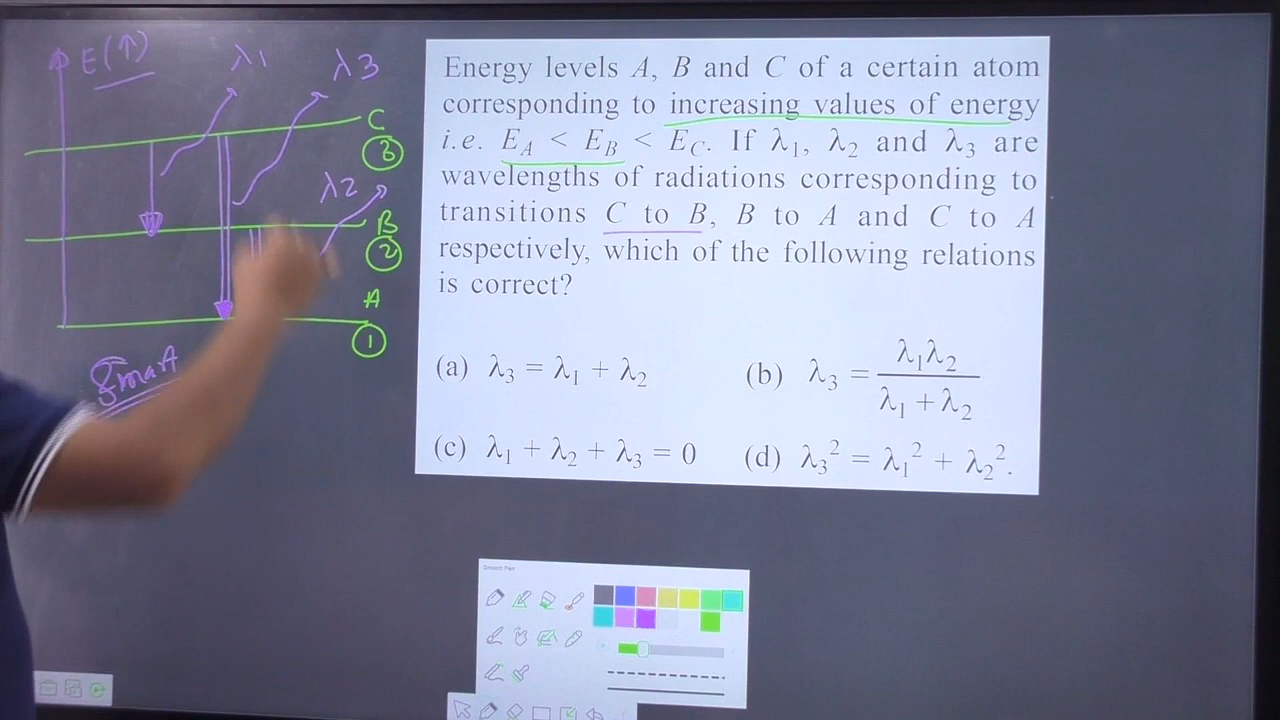 E(↑)
λ1
λ3
C
3
λ2
B
2
A
1
Energy levels A, B and C of a certain atom
corresponding to increasing values of energy
i.e. E_A < E_B < E_C. If λ₁, λ₂ and λ₃ are
wavelengths of radiations corresponding to
transitions C to B, B to A and C to A
respectively, which of the following relations
is correct?
(a) λ₃ = λ₁ + λ₂ (b) λ₃ = λ₁λ₂ / λ₁ + λ₂
(c) λ₁ + λ₂ + λ₃ = 0 (d) λ₃² = λ₁² + λ₂².
Smooth Pen